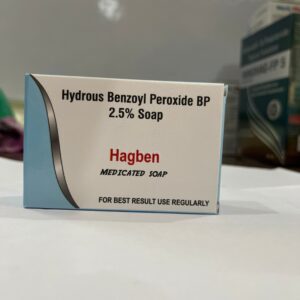 Hydrous Benzoyl Peroxide BP
2.5% Soap
Hagben
MEDICATED SOAP
FOR BEST RESULT USE REGULARLY